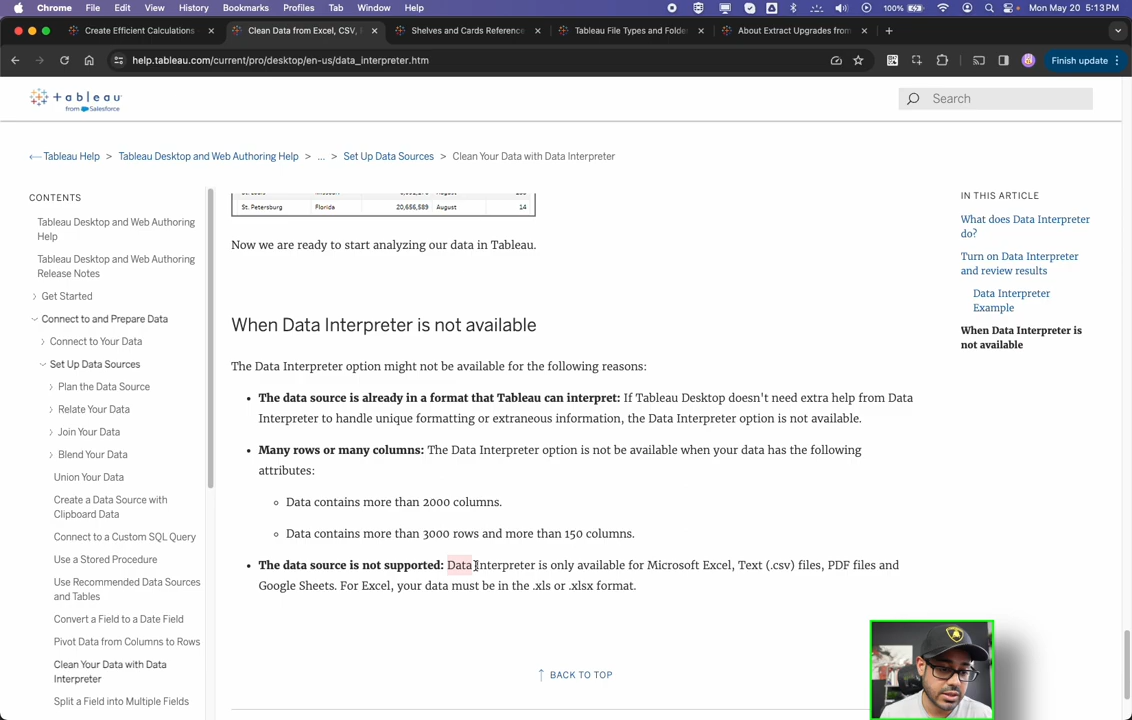 Chrome File Edit View History Bookmarks Profiles Tab Window Help 100% Mon May 20 5:13 PM
Create Efficient Calculations
Clean Data from Excel, CSV,
Shelves and Cards Reference
Tableau File Types and Folder
About Extract Upgrades from
help.tableau.com/current/pro/desktop/en-us/data_interpreter.htm
Finish update
+ableau
from Salesforce
Search
Tableau Help > Tableau Desktop and Web Authoring Help > ... > Set Up Data Sources > Clean Your Data with Data Interpreter
CONTENTS
Tableau Desktop and Web Authoring
Help
Tableau Desktop and Web Authoring
Release Notes
Get Started
Connect to and Prepare Data
Connect to Your Data
Set Up Data Sources
Plan the Data Source
Relate Your Data
Join Your Data
Blend Your Data
Union Your Data
Create a Data Source with
Clipboard Data
Connect to a Custom SQL Query
Use a Stored Procedure
Use Recommended Data Sources
and Tables
Convert a Field to a Date Field
Pivot Data from Columns to Rows
Clean Your Data with Data
Interpreter
Split a Field into Multiple Fields
St. Petersburg Florida 20,656,589 August 14
Now we are ready to start analyzing our data in Tableau.
When Data Interpreter is not available
The Data Interpreter option might not be available for the following reasons:
• The data source is already in a format that Tableau can interpret: If Tableau Desktop doesn't need extra help from Data
Interpreter to handle unique formatting or extraneous information, the Data Interpreter option is not available.
• Many rows or many columns: The Data Interpreter option is not be available when your data has the following
attributes:
◦ Data contains more than 2000 columns.
◦ Data contains more than 3000 rows and more than 150 columns.
• The data source is not supported: Data Interpreter is only available for Microsoft Excel, Text (.csv) files, PDF files and
Google Sheets. For Excel, your data must be in the .xls or .xlsx format.
↑ BACK TO TOP
IN THIS ARTICLE
What does Data Interpreter
do?
Turn on Data Interpreter
and review results
Data Interpreter
Example
When Data Interpreter is
not available